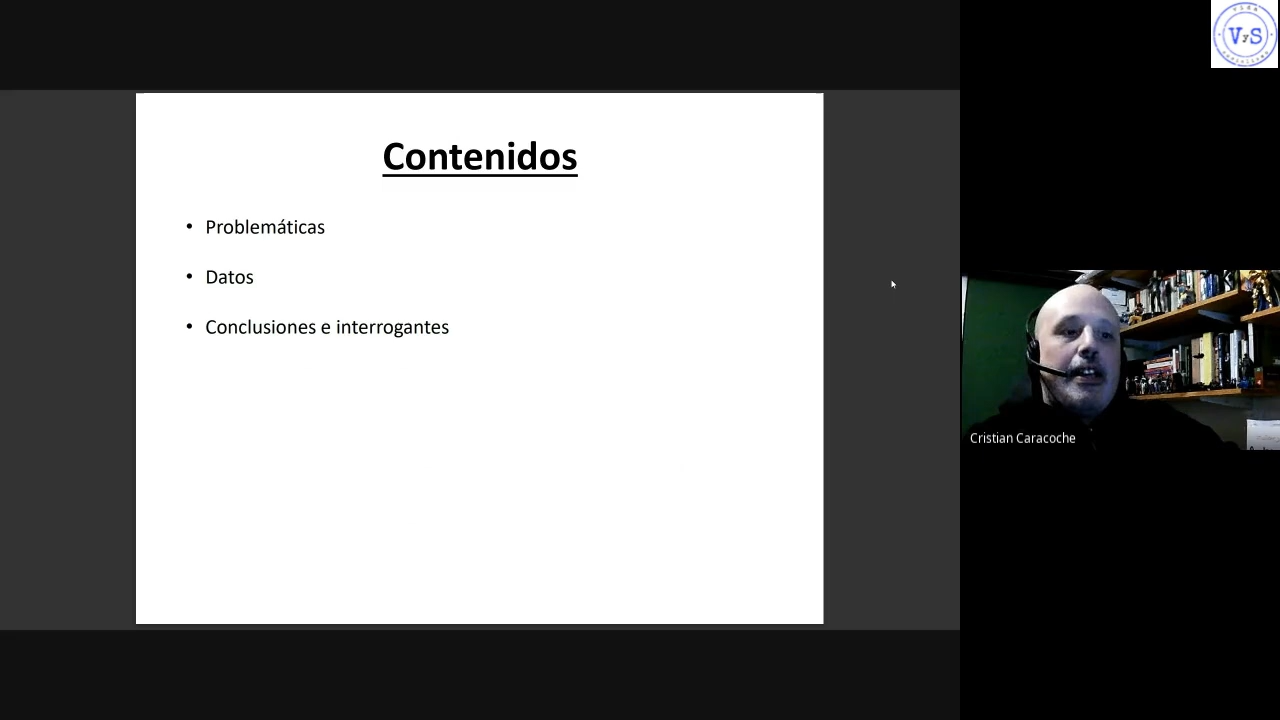 Contenidos
• Problemáticas
• Datos
• Conclusiones e interrogantes
VyS
Cristian Caracoche